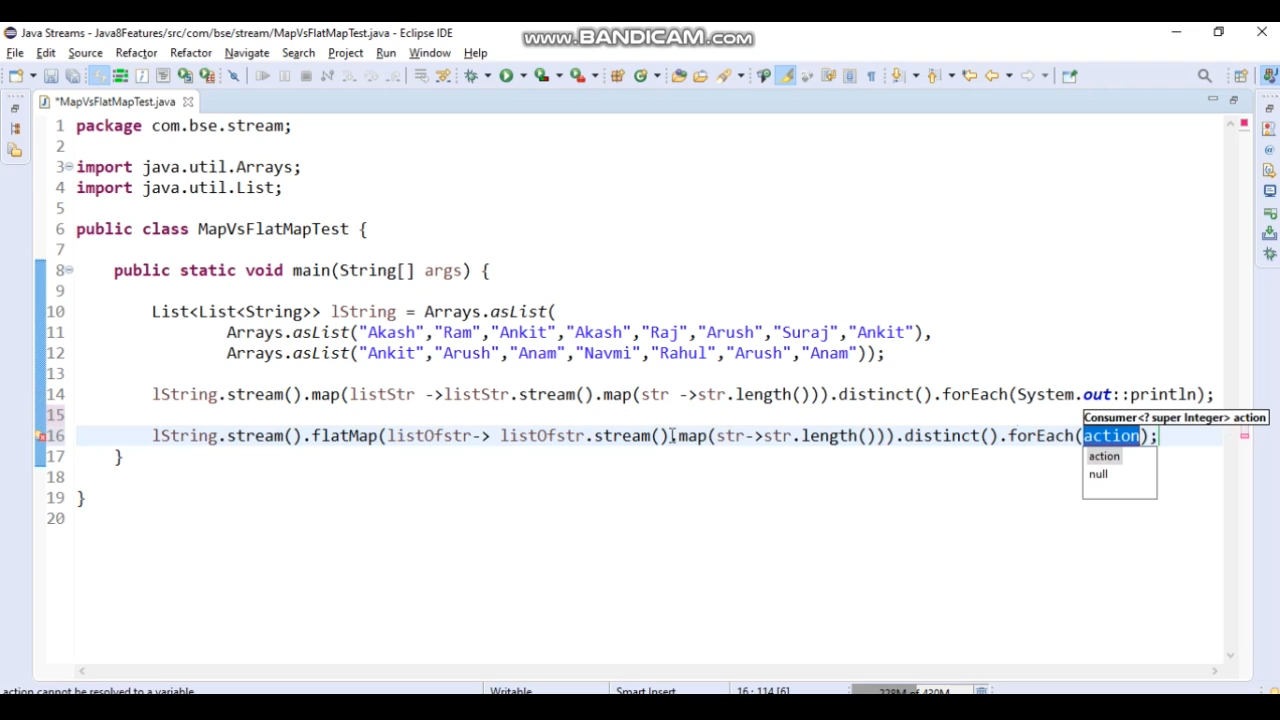 Java Streams - Java8Features/src/com/bse/stream/MapVsFlatMapTest.java - Eclipse IDE
www.BANDICAM.com
File Edit Source Refactor Refactor Navigate Search Project Run Window Help
*MapVsFlatMapTest.java
1 package com.bse.stream;
2
3 import java.util.Arrays;
4 import java.util.List;
5
6 public class MapVsFlatMapTest {
7
8 public static void main(String[] args) {
9
10 List<List<String>> lString = Arrays.asList(
11 Arrays.asList("Akash","Ram","Ankit","Akash","Raj","Arush","Suraj","Ankit"),
12 Arrays.asList("Ankit","Arush","Anam","Navmi","Rahul","Arush","Anam"));
13
14 lString.stream().map(listStr ->listStr.stream().map(str ->str.length())).distinct().forEach(System.out::println);
15
Consumer<? super Integer> action
16 lString.stream().flatMap(listOfstr-> listOfstr.stream().map(str->str.length())).distinct().forEach(action);
17 }
action
null
18
19 }
20
action cannot be resolved to a variable
Writable
Smart Insert
16 : 114 [6]
228M of 430M